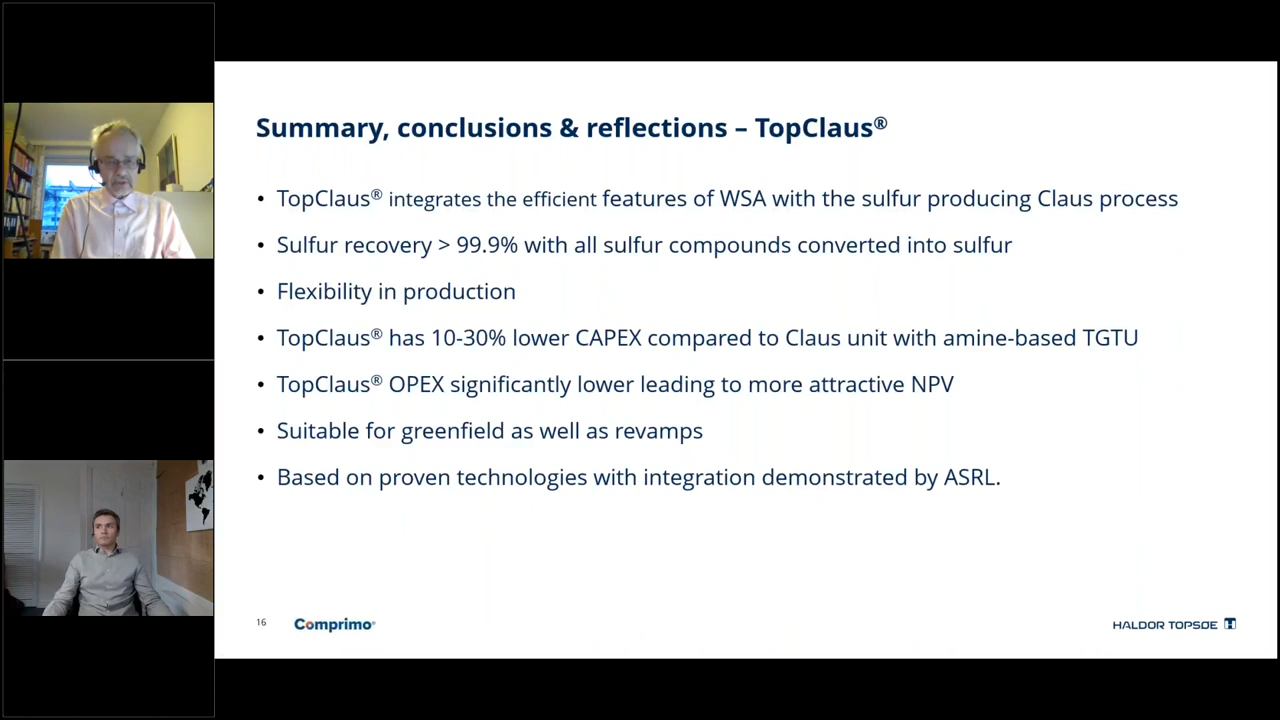 Summary, conclusions & reflections – TopClaus®
• TopClaus® integrates the efficient features of WSA with the sulfur producing Claus process
• Sulfur recovery > 99.9% with all sulfur compounds converted into sulfur
• Flexibility in production
• TopClaus® has 10-30% lower CAPEX compared to Claus unit with amine-based TGTU
• TopClaus® OPEX significantly lower leading to more attractive NPV
• Suitable for greenfield as well as revamps
• Based on proven technologies with integration demonstrated by ASRL.
16
Comprimo®
HALDOR TOPSØE